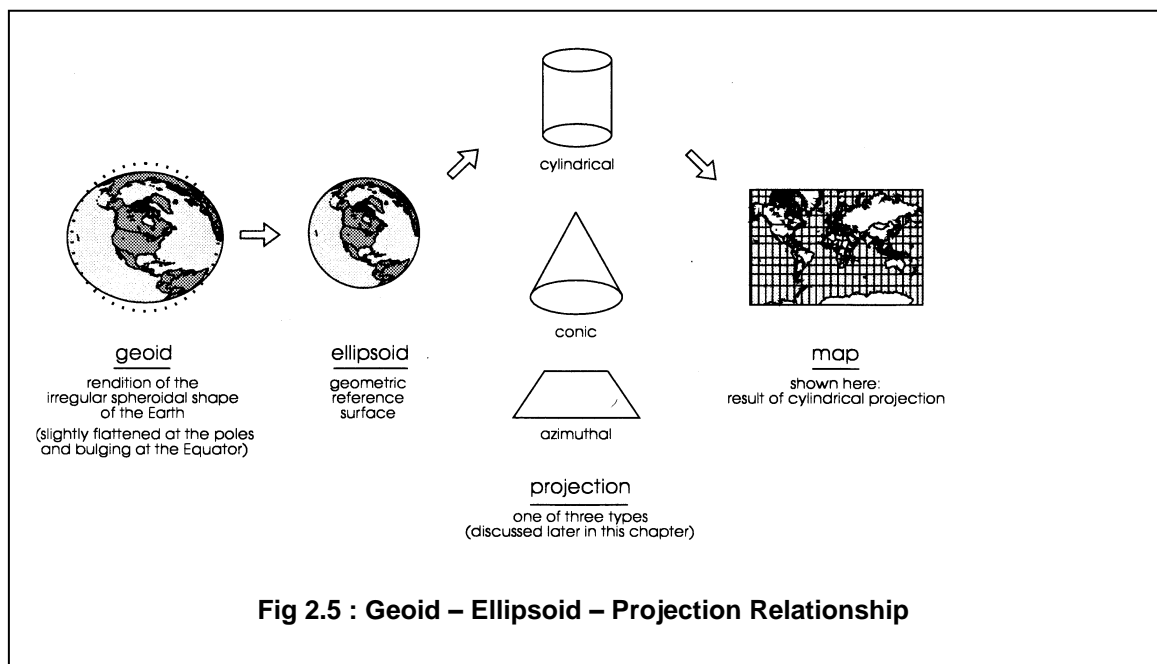 cylindrical
conic
azimuthal
geoid
rendition of the
irregular spheroidal shape
of the Earth
(slightly flattened at the poles
and bulging at the Equator)
ellipsoid
geometric
reference
surface
projection
one of three types
(discussed later in this chapter)
map
shown here:
result of cylindrical projection
Fig 2.5 : Geoid – Ellipsoid – Projection Relationship